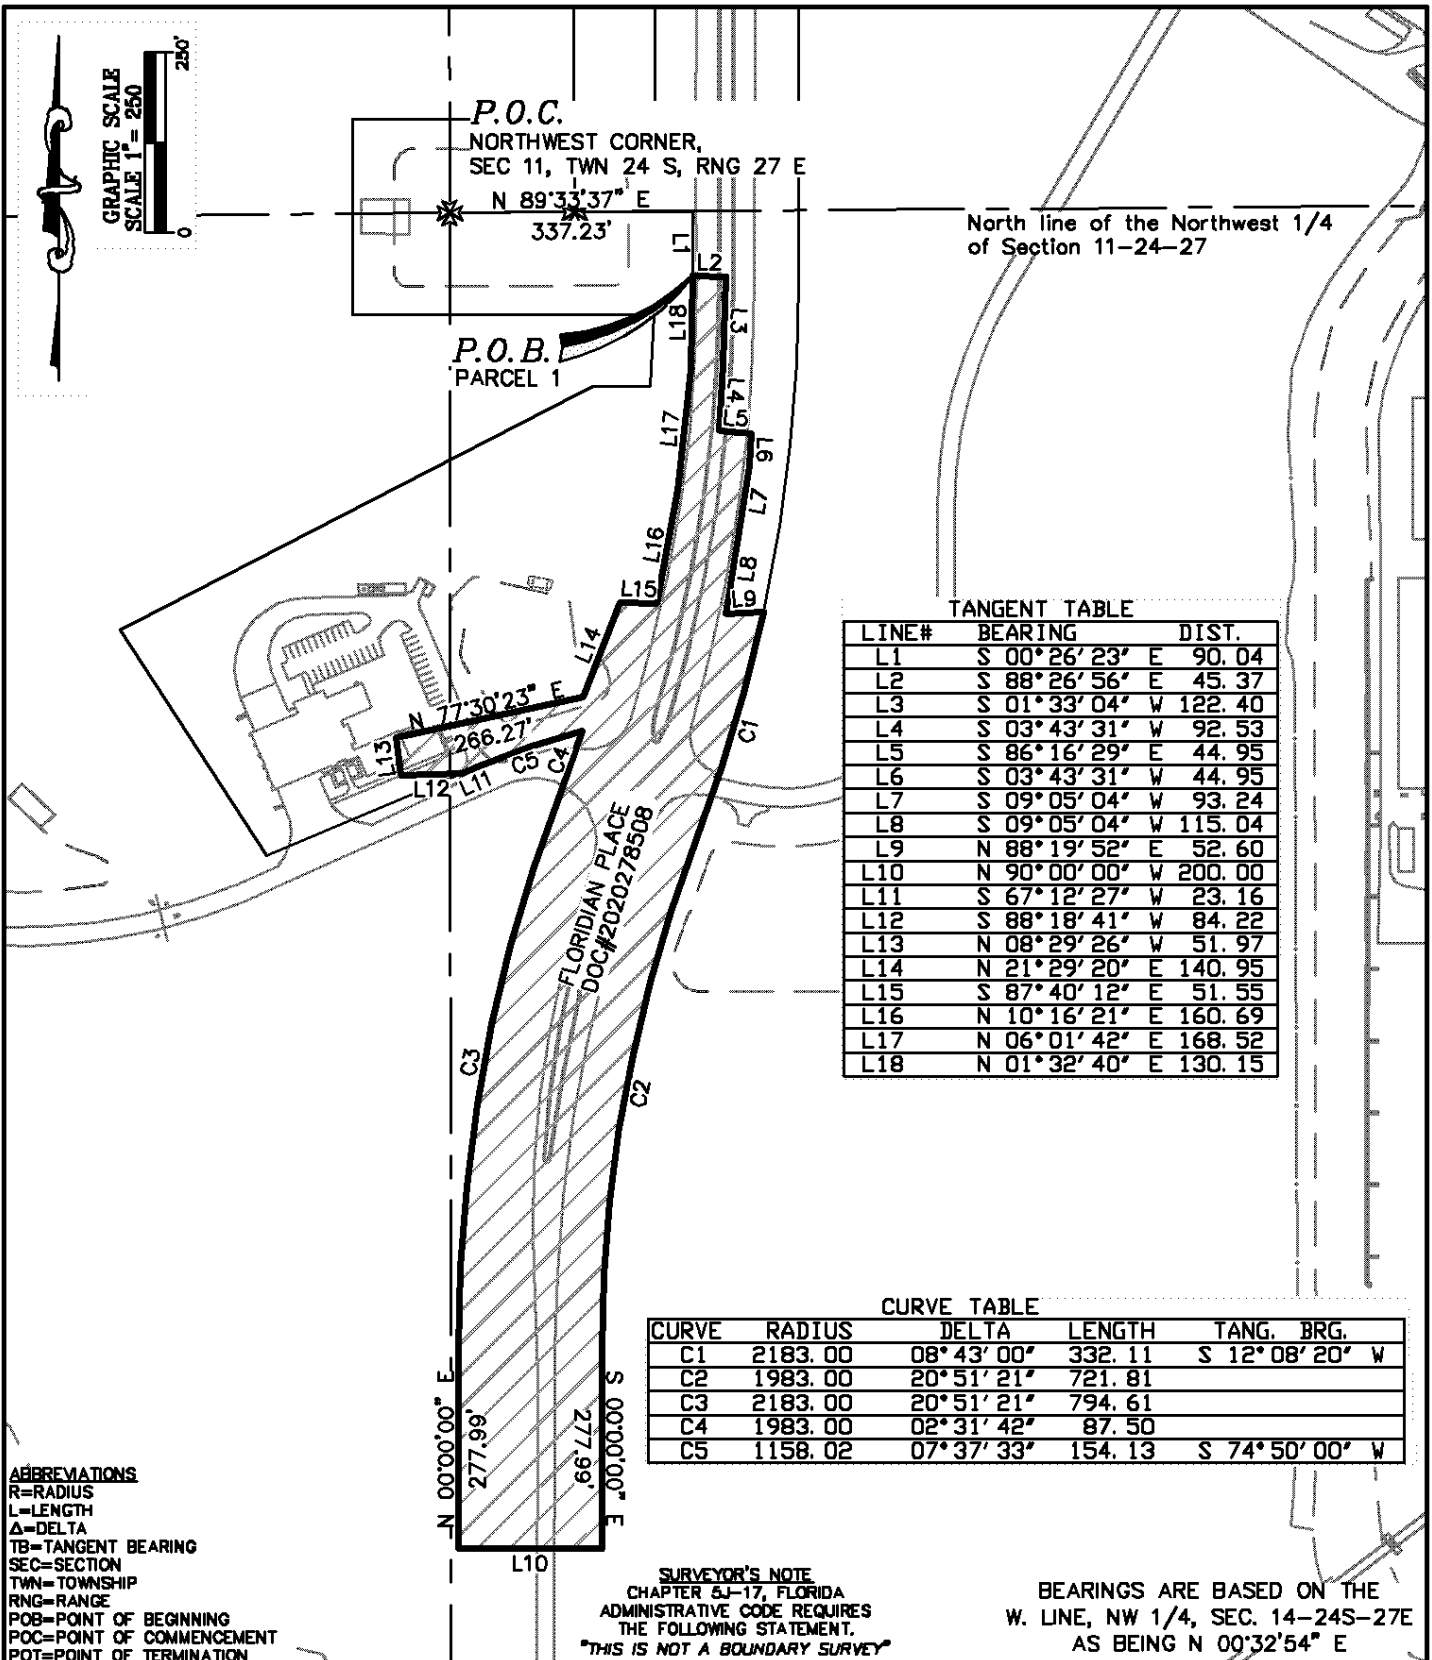 GRAPHIC SCALE
SCALE 1" = 250
0
250'
P.O.C.
NORTHWEST CORNER,
SEC 11, TWN 24 S, RNG 27 E
N 89°33'37" E
337.23'
North line of the Northwest 1/4
of Section 11-24-27
L1
L2
L18
L3
P.O.B.
PARCEL 1
L4
L5
L17
L6
L7
L16
L8
L15
L9
L14
N 77°30'23" E
266.27'
L13
C5
C4
C1
L12
L11
FLORIDIAN PLACE
DOC#2020278508
C3
C2
TANGENT TABLE
LINE# BEARING DIST.
L1 S 00°26'23" E 90.04
L2 S 88°26'56" E 45.37
L3 S 01°33'04" W 122.40
L4 S 03°43'31" W 92.53
L5 S 86°16'29" E 44.95
L6 S 03°43'31" W 44.95
L7 S 09°05'04" W 93.24
L8 S 09°05'04" W 115.04
L9 N 88°19'52" E 52.60
L10 N 90°00'00" W 200.00
L11 S 67°12'27" W 23.16
L12 S 88°18'41" W 84.22
L13 N 08°29'26" W 51.97
L14 N 21°29'20" E 140.95
L15 S 87°40'12" E 51.55
L16 N 10°16'21" E 160.69
L17 N 06°01'42" E 168.52
L18 N 01°32'40" E 130.15
CURVE TABLE
CURVE RADIUS DELTA LENGTH TANG. BRG.
C1 2183.00 08°43'00" 332.11 S 12°08'20" W
C2 1983.00 20°51'21" 721.81
C3 2183.00 20°51'21" 794.61
C4 1983.00 02°31'42" 87.50
C5 1158.02 07°37'33" 154.13 S 74°50'00" W
N 00°00'00" E
277.99'
277.99'
S 00°00'00" E
L10
ABBREVIATIONS
R=RADIUS
L=LENGTH
Δ=DELTA
TB=TANGENT BEARING
SEC=SECTION
TWN=TOWNSHIP
RNG=RANGE
POB=POINT OF BEGINNING
POC=POINT OF COMMENCEMENT
POT=POINT OF TERMINATION
SURVEYOR'S NOTE
CHAPTER 5J-17, FLORIDA
ADMINISTRATIVE CODE REQUIRES
THE FOLLOWING STATEMENT.
"THIS IS NOT A BOUNDARY SURVEY"
BEARINGS ARE BASED ON THE
W. LINE, NW 1/4, SEC. 14-24S-27E
AS BEING N 00°32'54" E